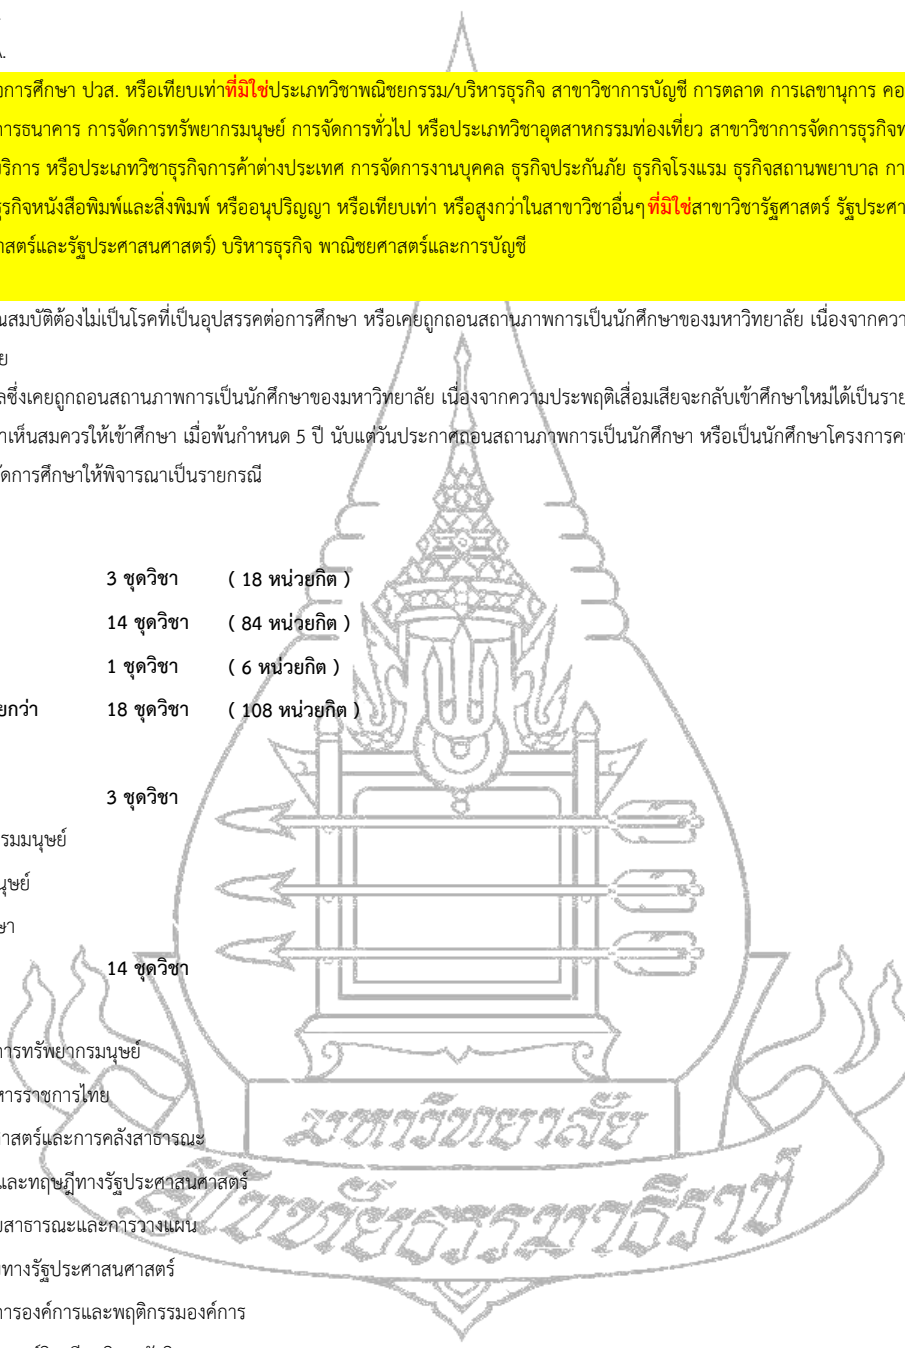 A.
การศึกษา ปวส. หรือเทียบเท่าที่มิใช่ประเภทวิชาพณิชยกรรม/บริหารธุรกิจ สาขาวิชาการบัญชี การตลาด การเลขานุการ คอ
การธนาคาร การจัดการทรัพยากรมนุษย์ การจัดการทั่วไป หรือประเภทวิชาอุตสาหกรรมท่องเที่ยว สาขาวิชาการจัดการธุรกิจท
บริการ หรือประเภทวิชาธุรกิจการค้าต่างประเทศ การจัดการงานบุคคล ธุรกิจประกันภัย ธุรกิจโรงแรม ธุรกิจสถานพยาบาล กา
ธุรกิจหนังสือพิมพ์และสิ่งพิมพ์ หรืออนุปริญญา หรือเทียบเท่า หรือสูงกว่าในสาขาวิชาอื่นๆ ที่มิใช่สาขาวิชารัฐศาสตร์ รัฐประศา
าสตร์และรัฐประศาสนศาสตร์) บริหารธุรกิจ พาณิชยศาสตร์และการบัญชี
ณสมบัติต้องไม่เป็นโรคที่เป็นอุปสรรคต่อการศึกษา หรือเคยถูกถอนสถานภาพการเป็นนักศึกษาของมหาวิทยาลัย เนื่องจากควา
ย
ลซึ่งเคยถูกถอนสถานภาพการเป็นนักศึกษาของมหาวิทยาลัย เนื่องจากความประพฤติเสื่อมเสียจะกลับเข้าศึกษาใหม่ได้เป็นราย
าเห็นสมควรให้เข้าศึกษา เมื่อพ้นกำหนด 5 ปี นับแต่วันประกาศถอนสถานภาพการเป็นนักศึกษา หรือเป็นนักศึกษาโครงการค
จัดการศึกษาให้พิจารณาเป็นรายกรณี
3 ชุดวิชา ( 18 หน่วยกิต )
14 ชุดวิชา ( 84 หน่วยกิต )
1 ชุดวิชา ( 6 หน่วยกิต )
ยกว่า 18 ชุดวิชา ( 108 หน่วยกิต )
3 ชุดวิชา
รมมนุษย์
นุษย์
ษา
14 ชุดวิชา
การทรัพยากรมนุษย์
หารราชการไทย
าสตร์และการคลังสาธารณะ
และทฤษฎีทางรัฐประศาสนศาสตร์
ยสาธารณะและการวางแผน
ทางรัฐประศาสนศาสตร์
การองค์การและพฤติกรรมองค์การ
มหาวิทยาลัย
สุโขทัยธรรมาธิราช